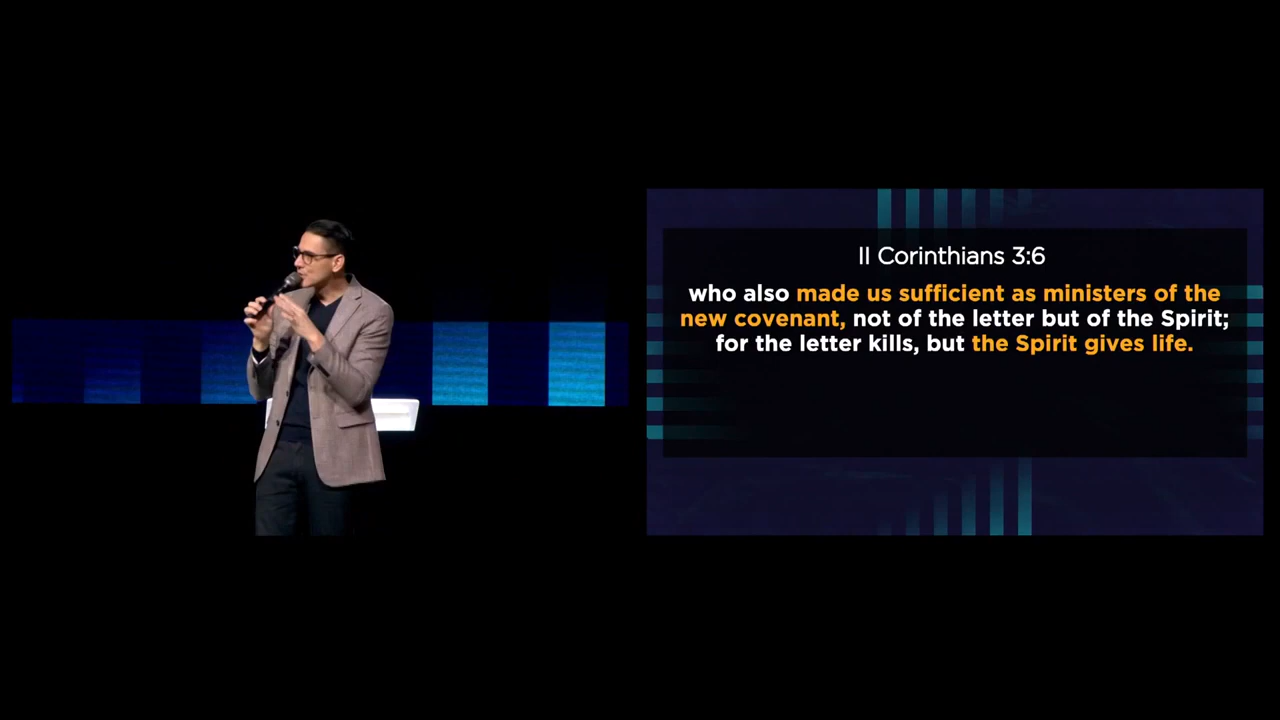 II Corinthians 3:6
who also made us sufficient as ministers of the
new covenant, not of the letter but of the Spirit;
for the letter kills, but the Spirit gives life.